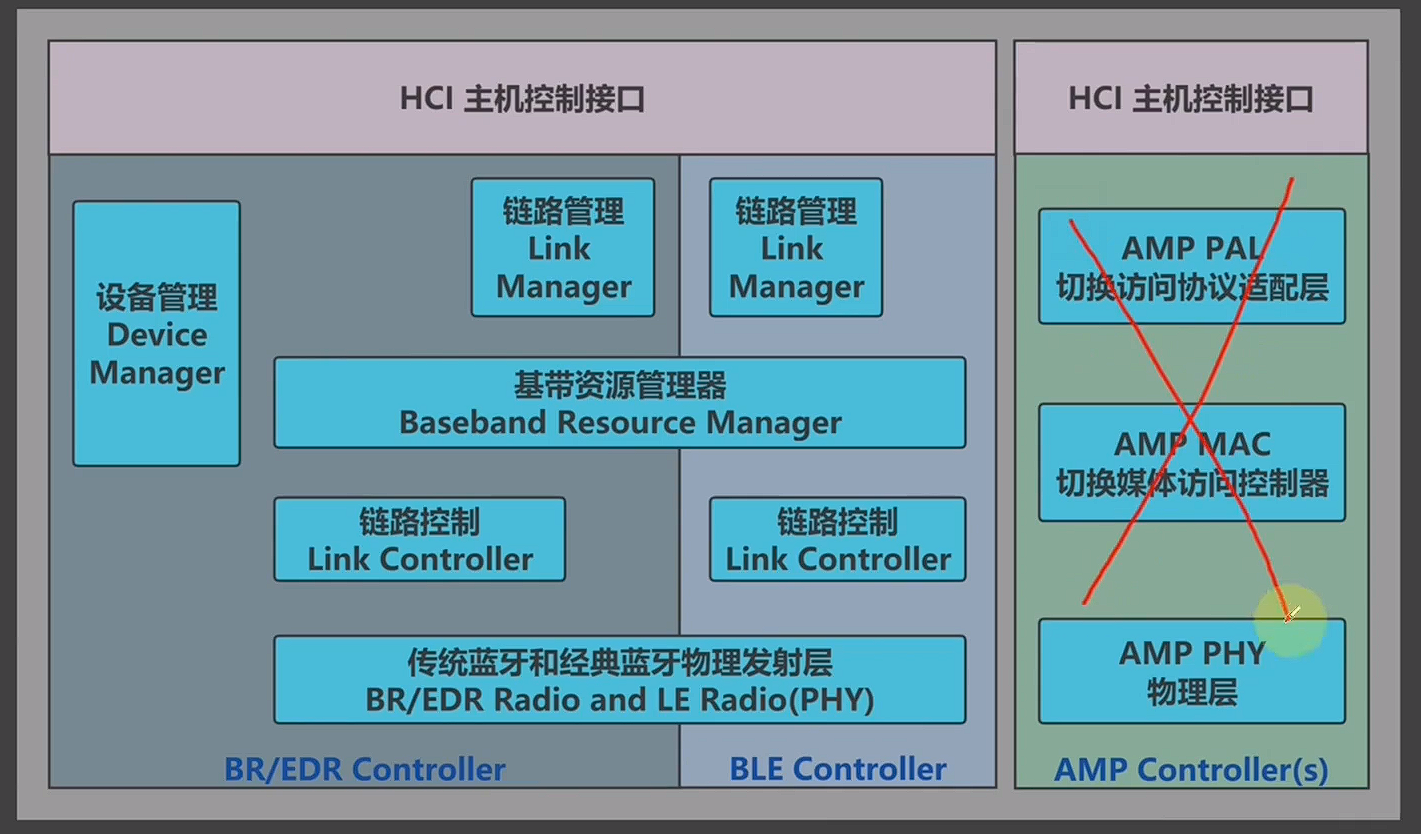 HCI 主机控制接口
HCI 主机控制接口
设备管理
Device
Manager
链路管理
Link
Manager
链路管理
Link
Manager
基带资源管理器
Baseband Resource Manager
链路控制
Link Controller
链路控制
Link Controller
传统蓝牙和经典蓝牙物理发射层
BR/EDR Radio and LE Radio(PHY)
BR/EDR Controller
BLE Controller
AMP PAL
切换访问协议适配层
AMP MAC
切换媒体访问控制器
AMP PHY
物理层
AMP Controller(s)